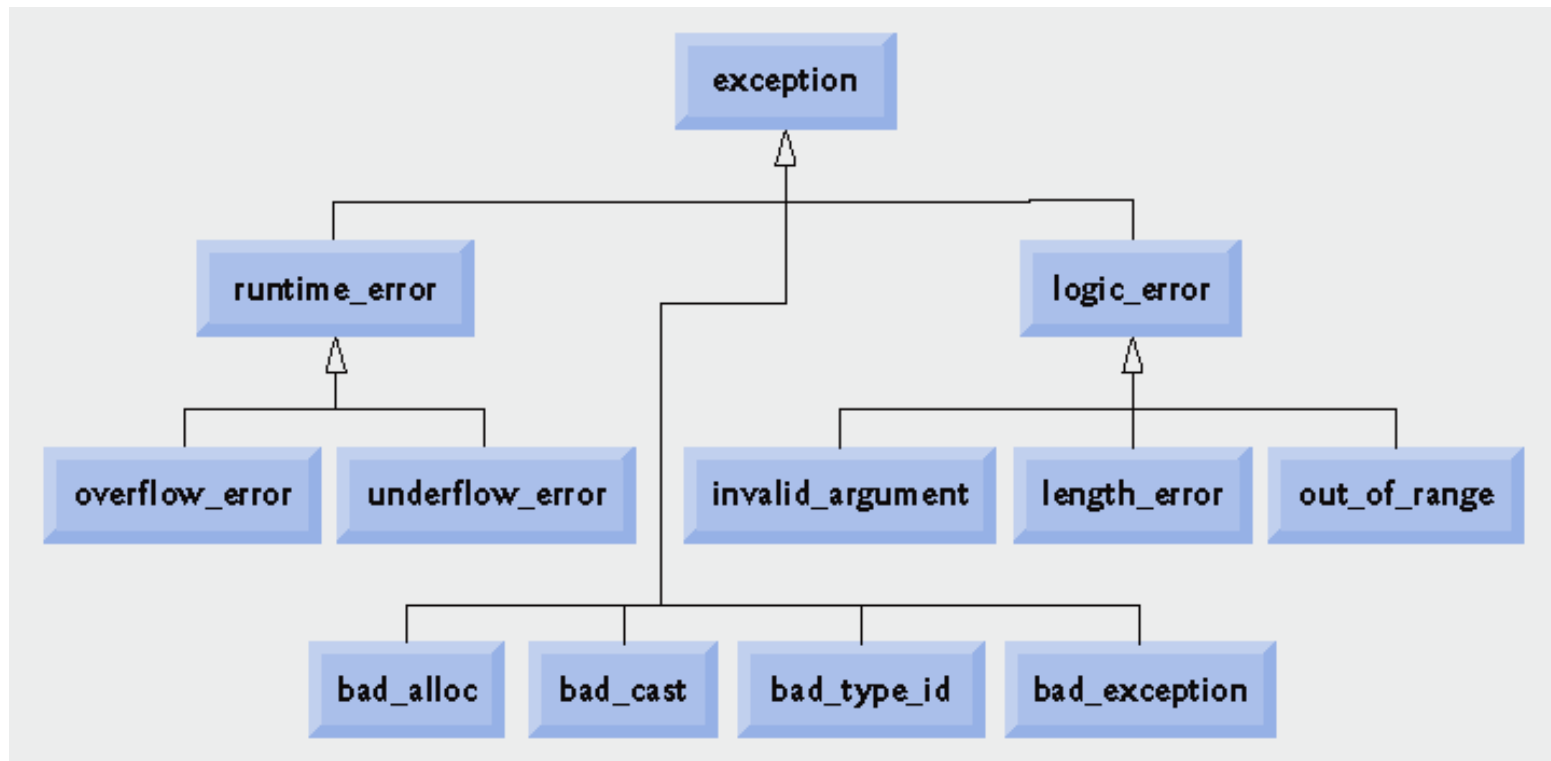 exception
runtime_error
logic_error
overflow_error
underflow_error
invalid_argument
length_error
out_of_range
bad_alloc
bad_cast
bad_type_id
bad_exception